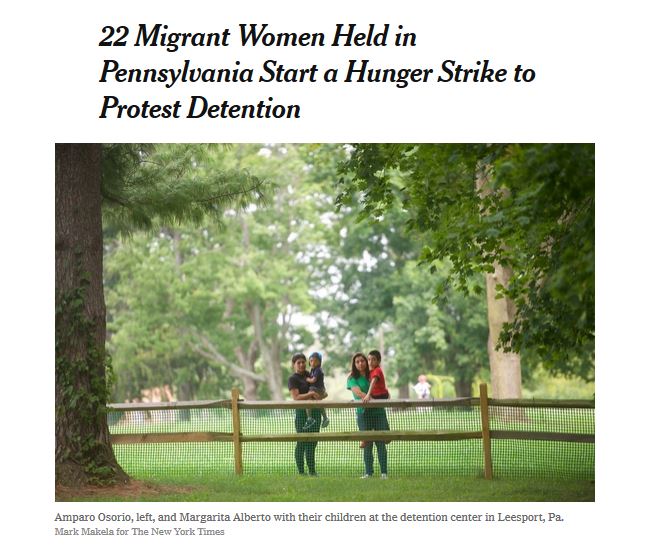 22 Migrant Women Held in
Pennsylvania Start a Hunger Strike to
Protest Detention
Amparo Osorio, left, and Margarita Alberto with their children at the detention center in Leesport, Pa.
Mark Makela for The New York Times